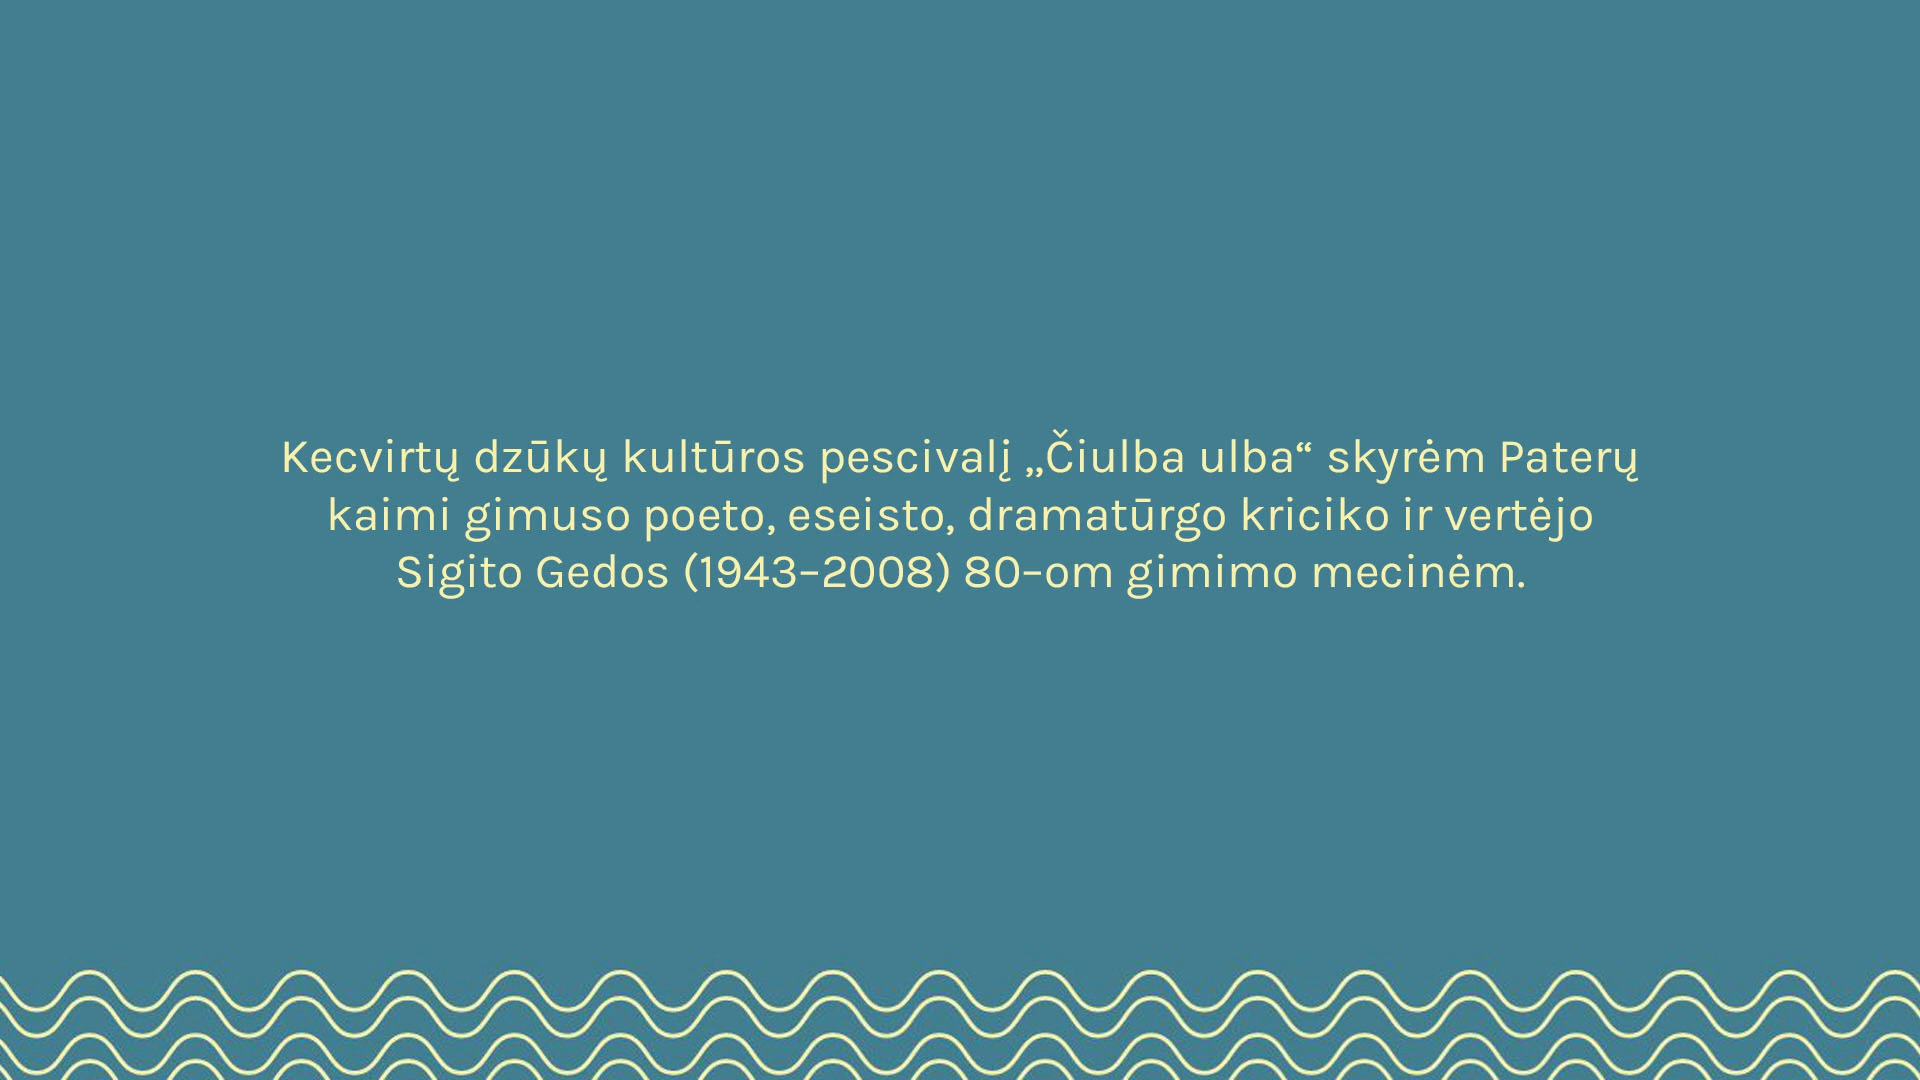 Kecvirtų dzūkų kultūros pescivalį „Čiulba ulba“ skyrėm Paterų
kaimi gimuso poeto, eseisto, dramatūrgo kriciko ir vertėjo
Sigito Gedos (1943–2008) 80–om gimimo mecinėm.